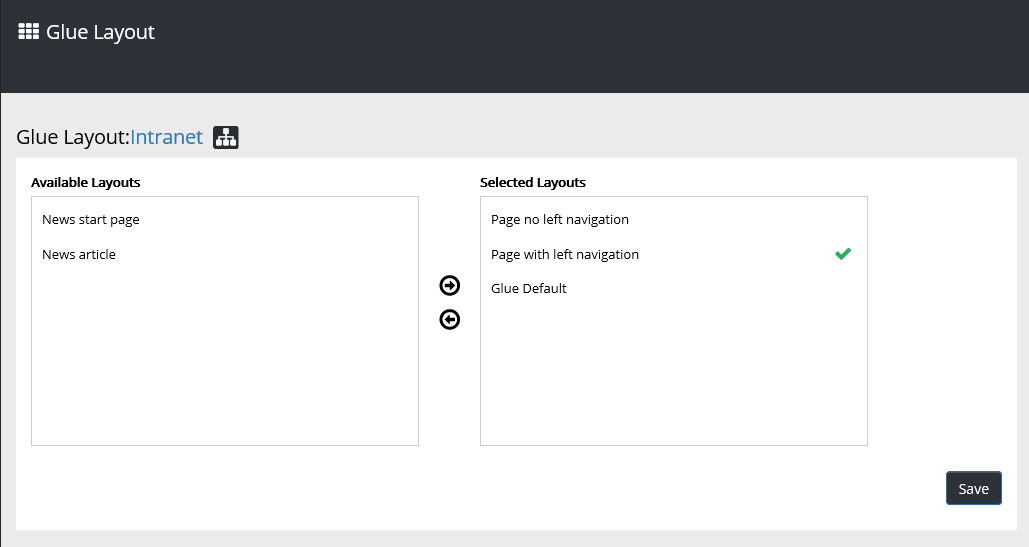 Glue Layout
Glue Layout:Intranet
Available Layouts
News start page
News article
Selected Layouts
Page no left navigation
Page with left navigation
Glue Default
Save